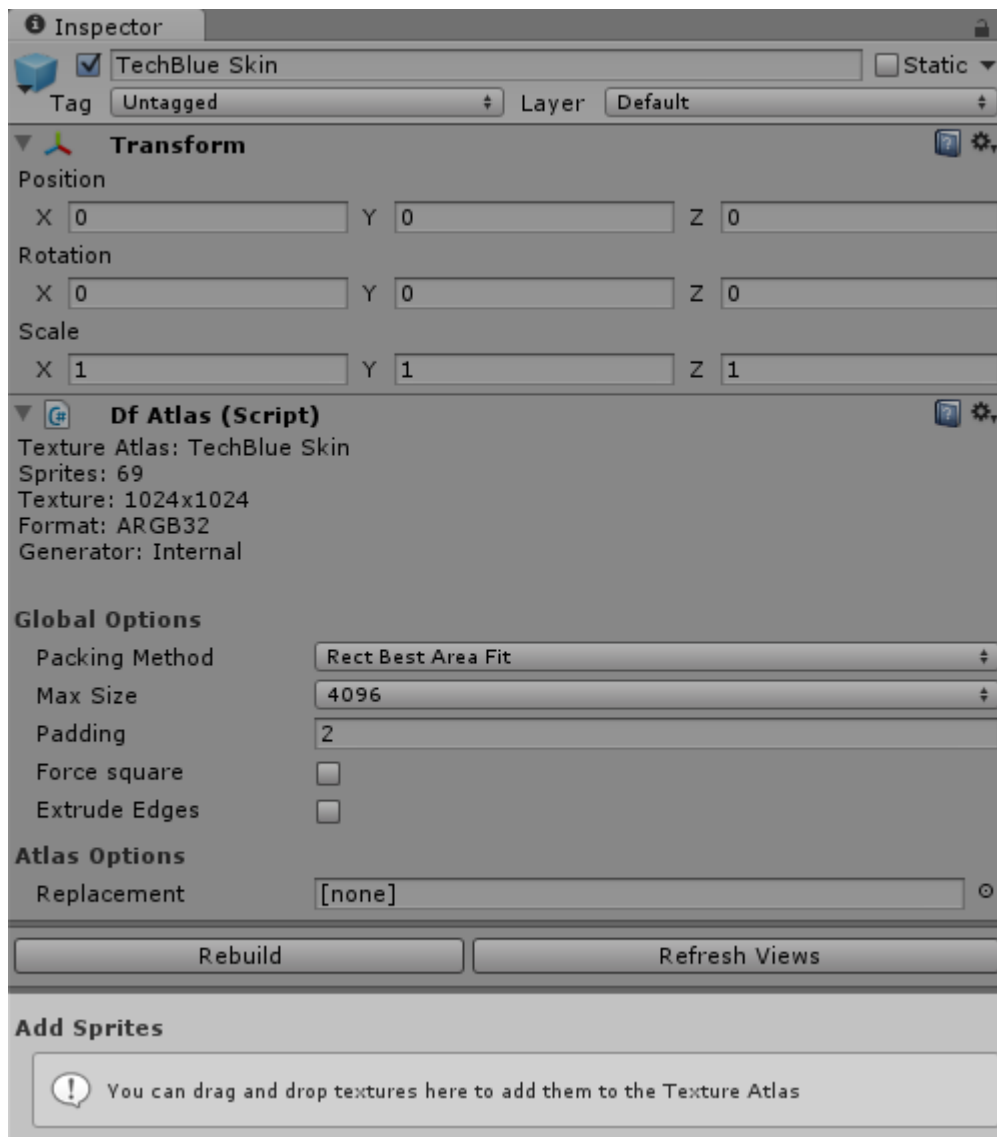 Inspector
TechBlue Skin Static
Tag Untagged Layer Default
Transform
Position
X 0 Y 0 Z 0
Rotation
X 0 Y 0 Z 0
Scale
X 1 Y 1 Z 1
Df Atlas (Script)
Texture Atlas: TechBlue Skin
Sprites: 69
Texture: 1024x1024
Format: ARGB32
Generator: Internal
Global Options
Packing Method Rect Best Area Fit
Max Size 4096
Padding 2
Force square
Extrude Edges
Atlas Options
Replacement [none]
Rebuild Refresh Views
Add Sprites
You can drag and drop textures here to add them to the Texture Atlas